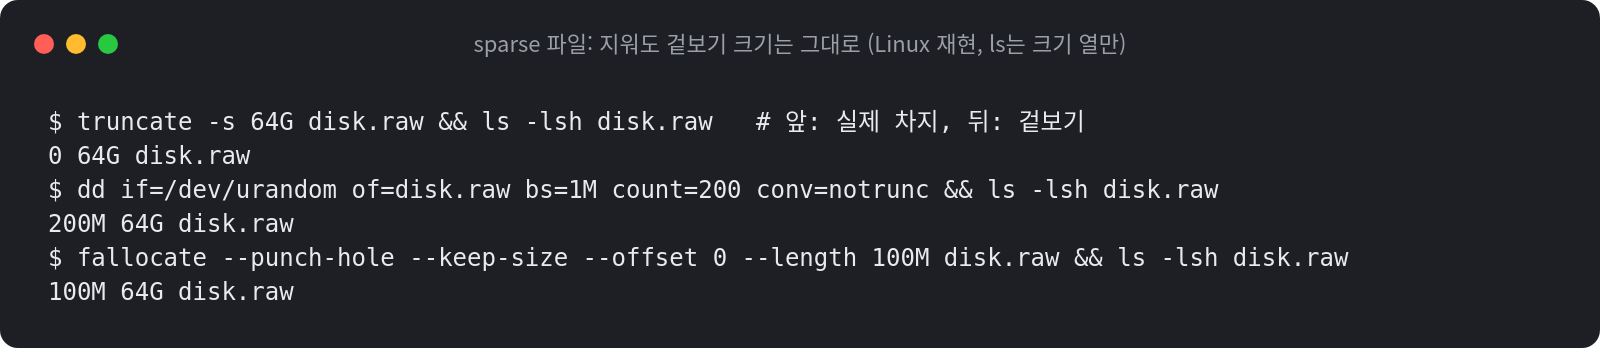 sparse 파일: 지워도 겉보기 크기는 그대로 (Linux 재현, ls는 크기 열만)
$ truncate -s 64G disk.raw && ls -lsh disk.raw   # 앞: 실제 차지, 뒤: 겉보기
0 64G disk.raw
$ dd if=/dev/urandom of=disk.raw bs=1M count=200 conv=notrunc && ls -lsh disk.raw
200M 64G disk.raw
$ fallocate --punch-hole --keep-size --offset 0 --length 100M disk.raw && ls -lsh disk.raw
100M 64G disk.raw